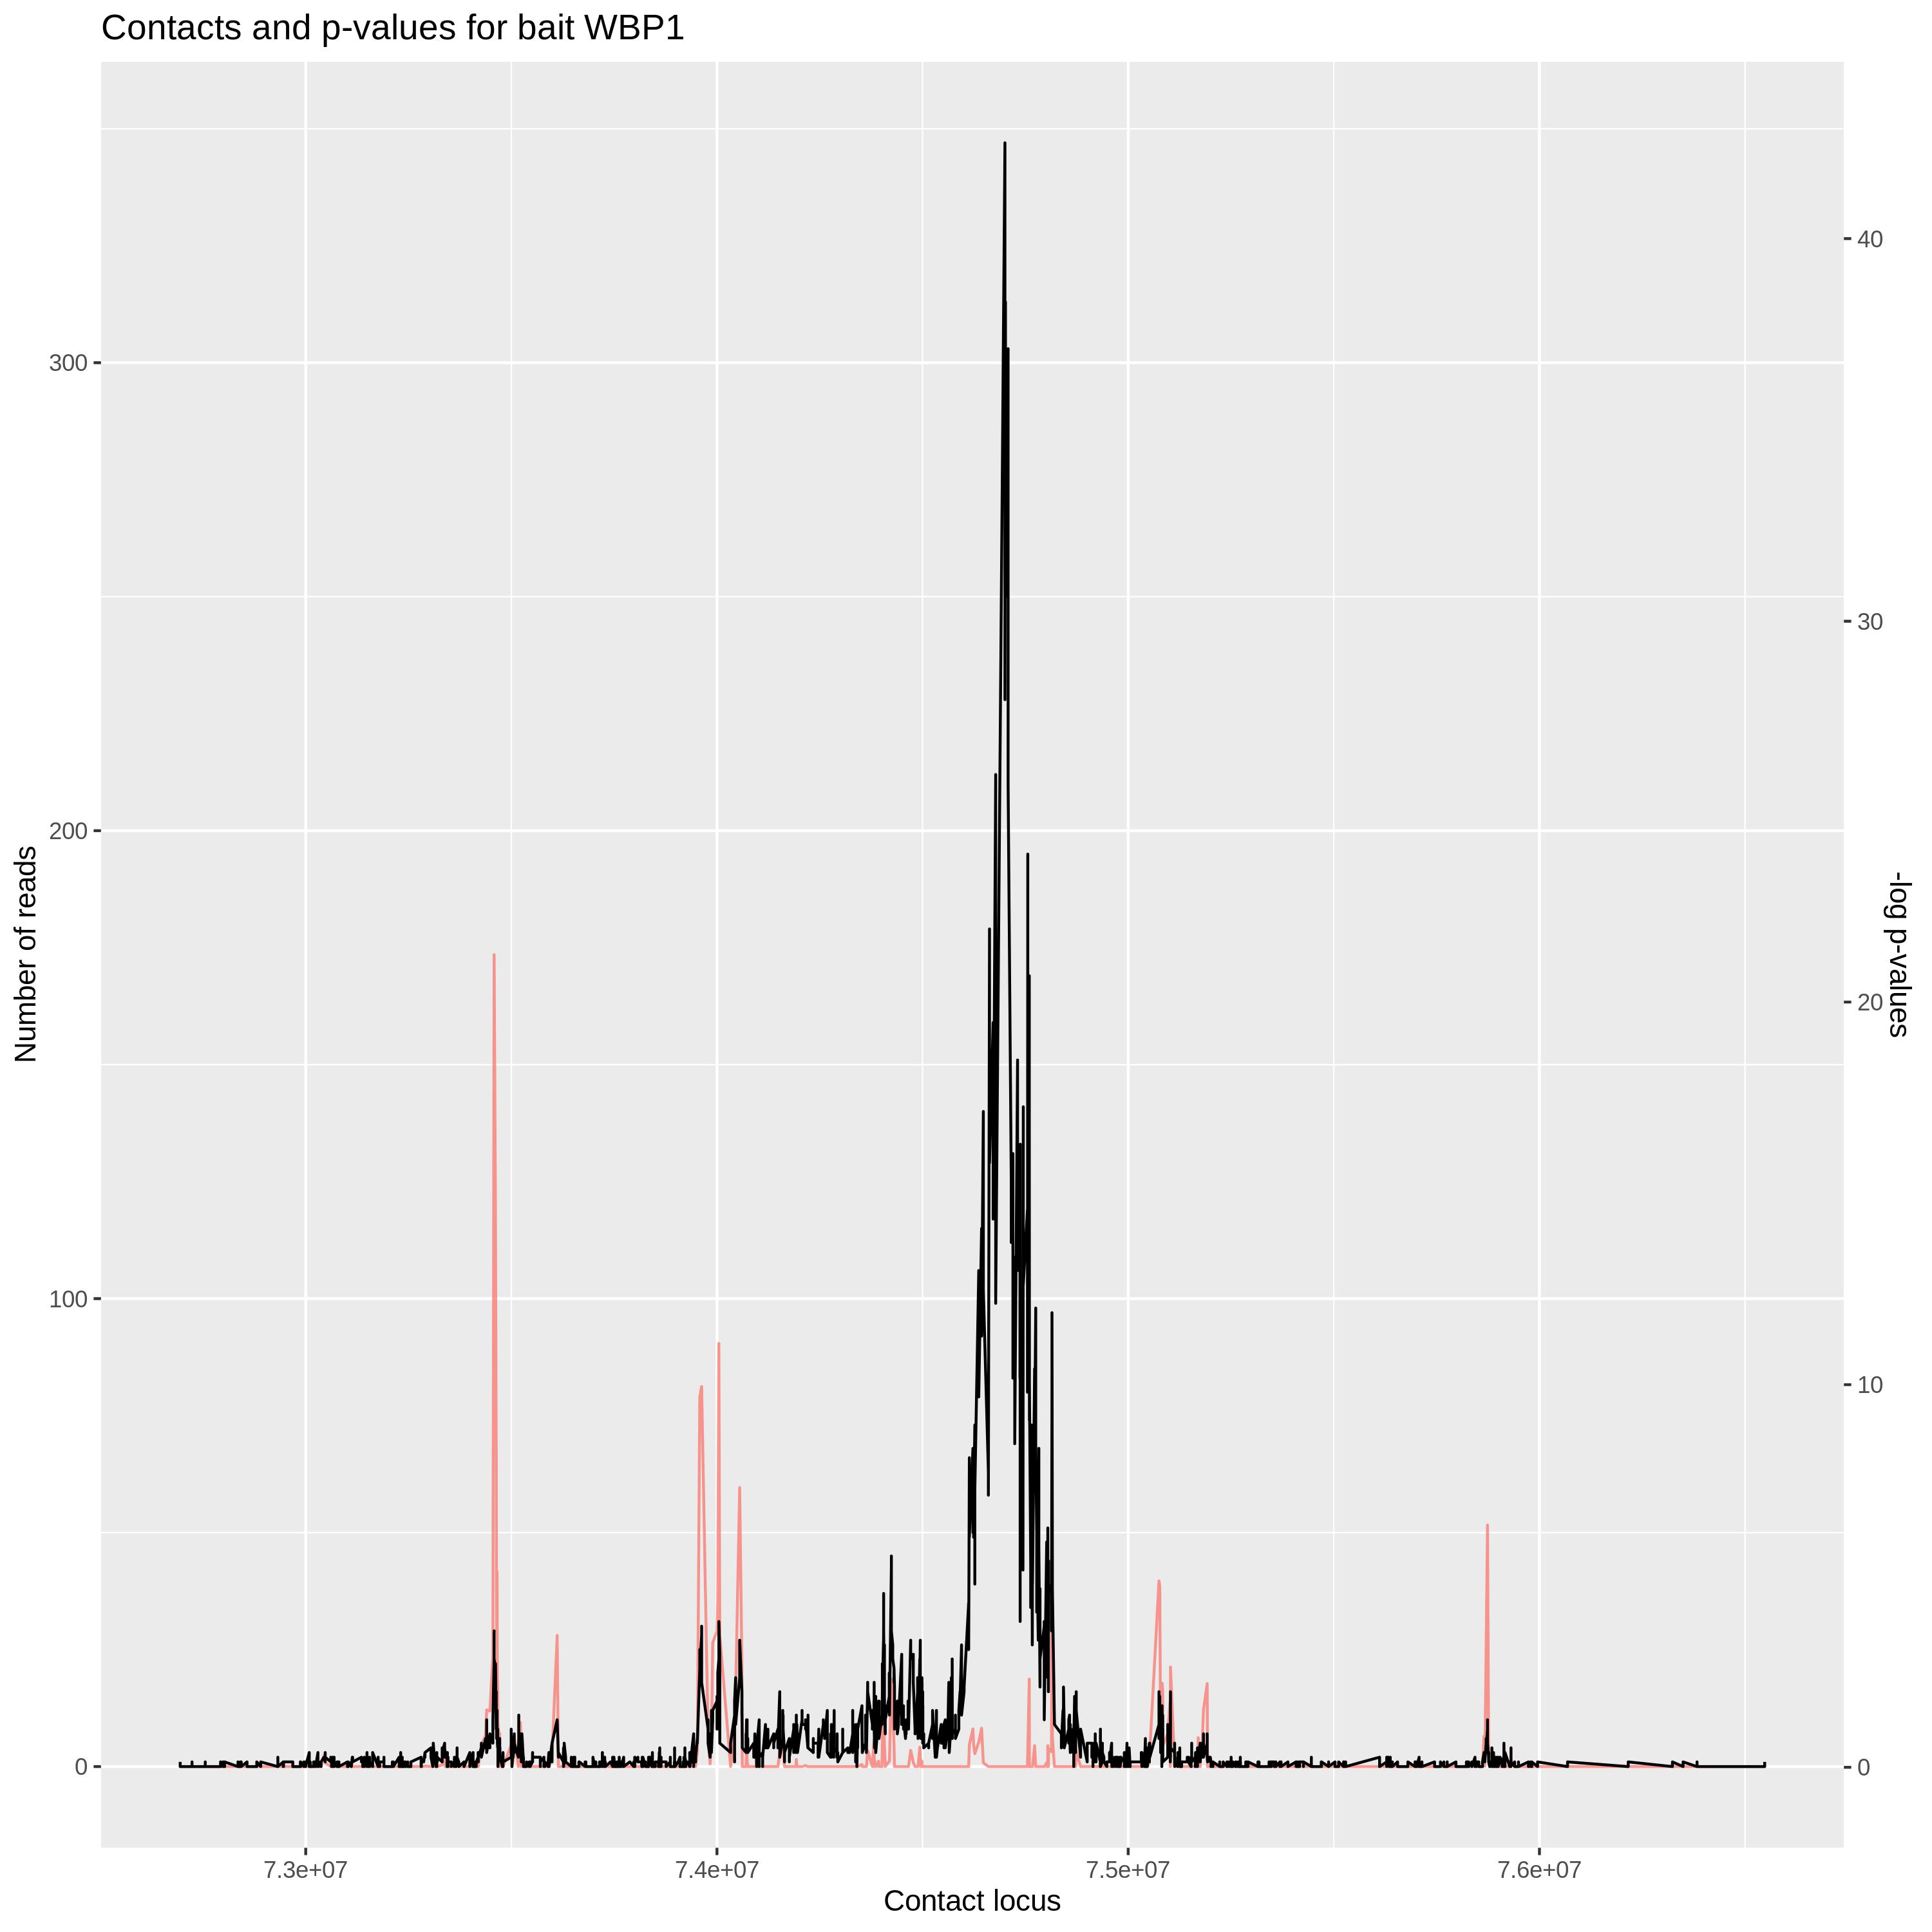 Contacts and p-values for bait WBP1
300
200
100
0
Number of reads
40
30
20
10
0
-log p-values
7.3e+07 7.4e+07 7.5e+07 7.6e+07
Contact locus